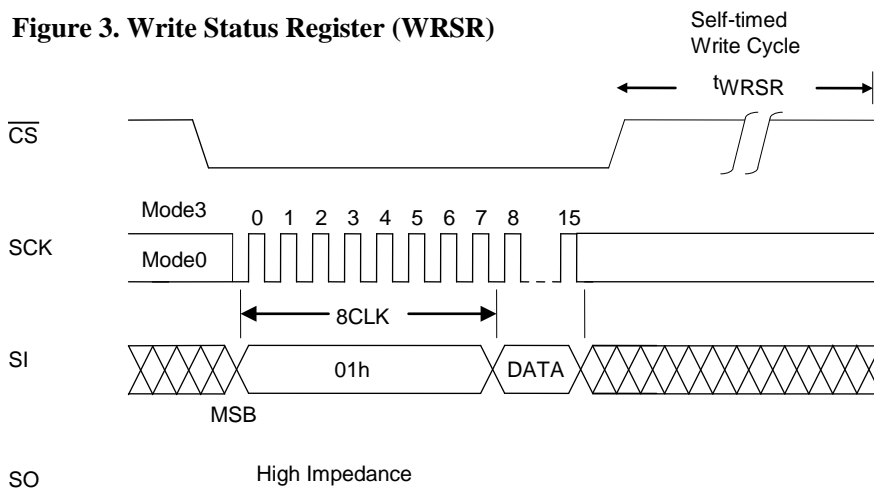 Figure 3. Write Status Register (WRSR)
Self-timed
Write Cycle
tWRSR
CS
Mode3
0 1 2 3 4 5 6 7 8 15
SCK
Mode0
8CLK
SI
01h
DATA
MSB
SO
High Impedance